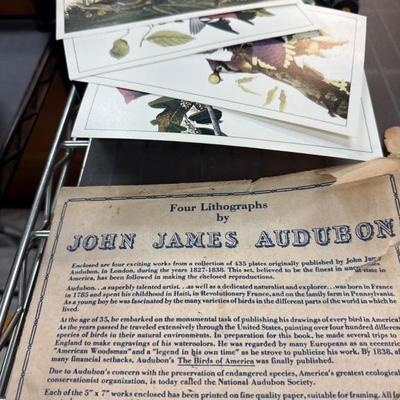 Four Lithographs
by
JOHN JAMES AUDUBON
Enclosed are four exciting works from a collection of 435 plates originally published by John
Audubon, in London, during the years 1827-1838. This set, believed to be the finest in
America, has been followed in making the enclosed reproductions.
Audubon...a superbly talented artist. . .as well as a dedicated naturalist and explorer...was born in France
in 1785 and spent his childhood in Haiti, in Revolutionary France, and on the family farm in Pennsylvania.
As a young boy he was fascinated by the many varieties of birds in the different parts of the world in which he
lived.
At the age of 35, he embarked on the monumental task of publishing his drawings of every bird in America!
As the years passed he traveled extensively through the United States, painting over four hundred different
species of birds in their natural environments. In preparation for this book, he made several trips to
England to make engravings of his watercolors. He was regarded by many Europeans as an environment
"American Woodsman" and a "legend in his own time" as he strove to publicize his work. By 1838, after
many financial setbacks, Audubon's The Birds of America was finally published.
Due to Audubon's concern with the preservation of endangered species, America's greatest ecological
conservationist organization, is today called the National Audubon Society.
Each of the 5" x 7" works enclosed has been printed on fine quality paper, suitable for framing. All